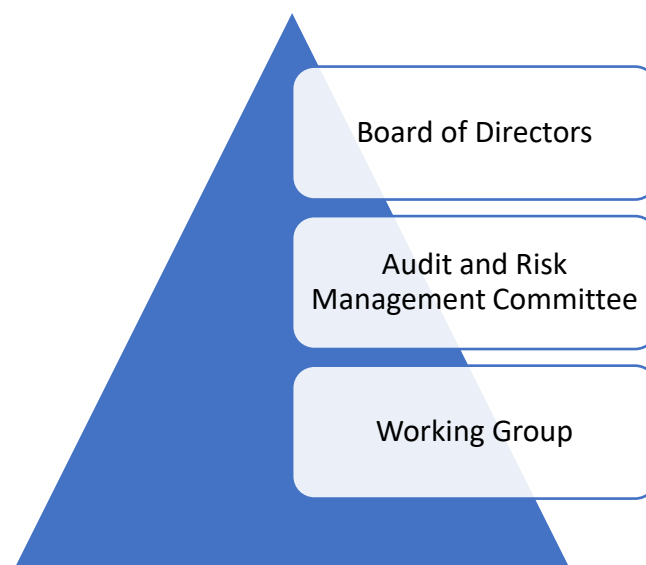 Board of Directors
Audit and Risk
Management Committee
Working Group